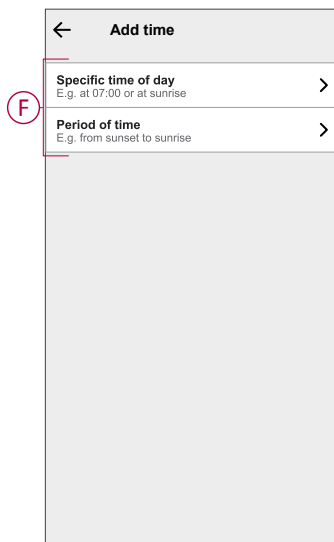 Add time
Specific time of day
E.g. at 07:00 or at sunrise
F
Period of time
E.g. from sunset to sunrise